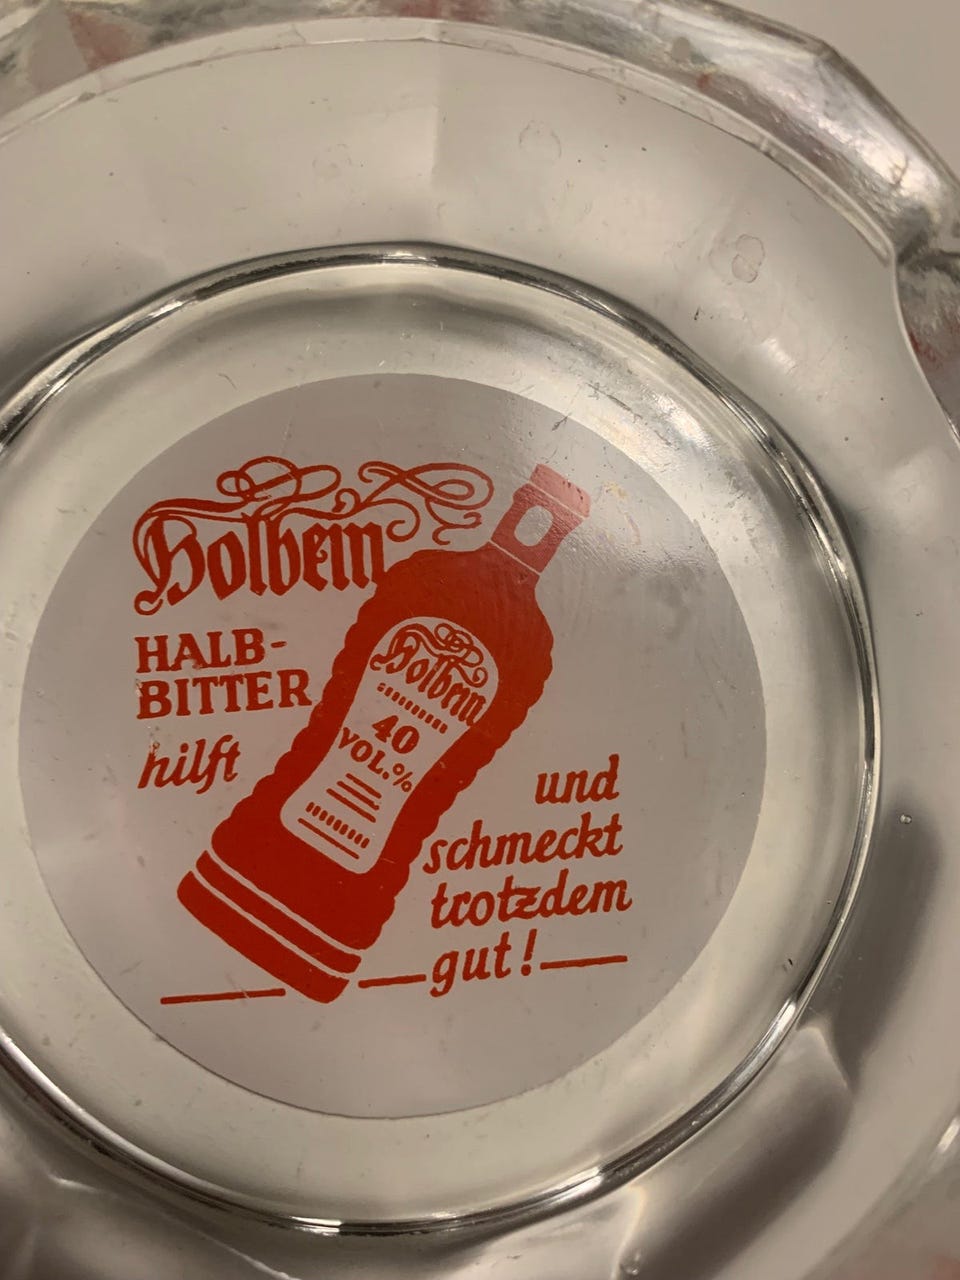 Holbein
HALB-
BITTER
hilft
Holbein
40
VOL.%
und
schmeckt
trotzdem
gut!